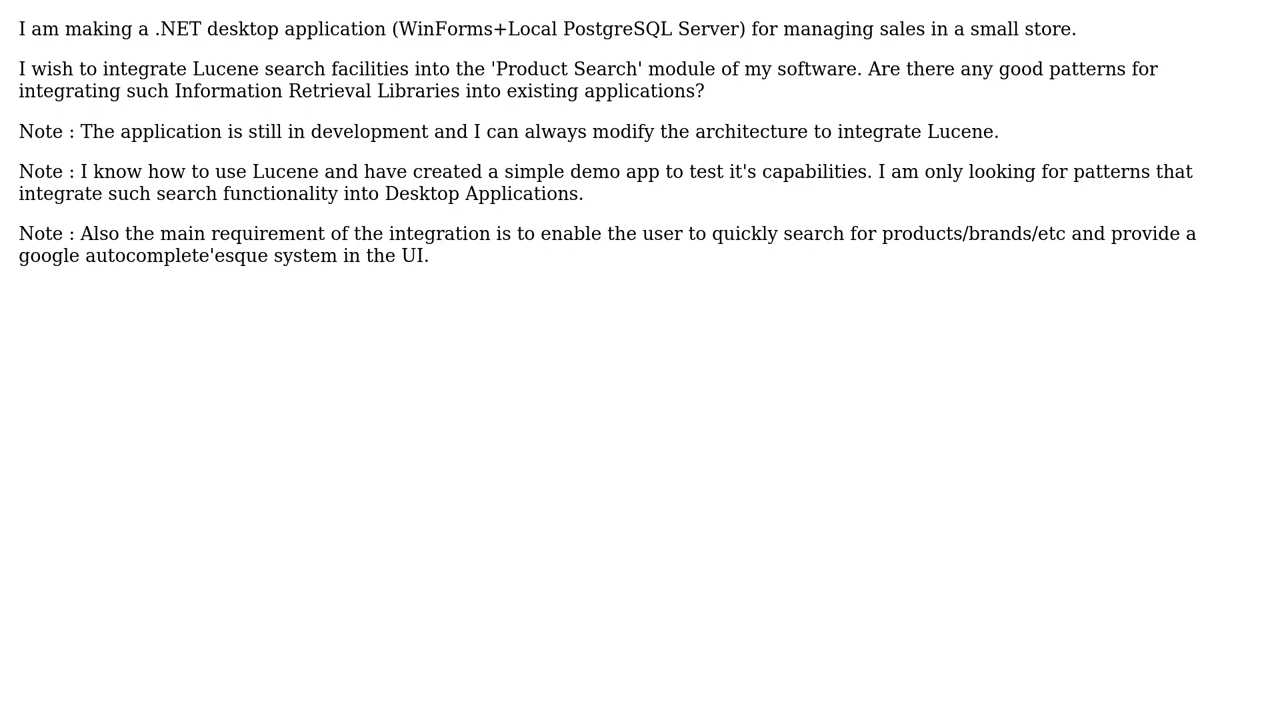 I am making a .NET desktop application (WinForms+Local PostgreSQL Server) for managing sales in a small store.
I wish to integrate Lucene search facilities into the 'Product Search' module of my software. Are there any good patterns for
integrating such Information Retrieval Libraries into existing applications?
Note : The application is still in development and I can always modify the architecture to integrate Lucene.
Note : I know how to use Lucene and have created a simple demo app to test it's capabilities. I am only looking for patterns that
integrate such search functionality into Desktop Applications.
Note : Also the main requirement of the integration is to enable the user to quickly search for products/brands/etc and provide a
google autocomplete'esque system in the UI.